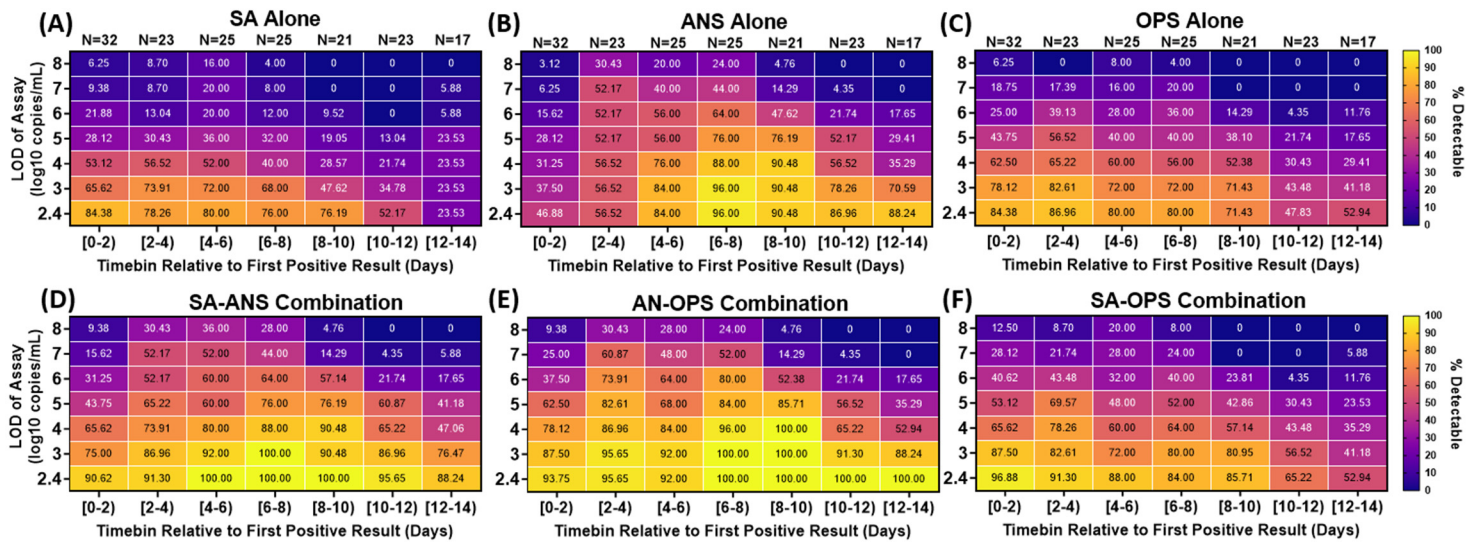 (A) SA Alone
N=32 N=23 N=25 N=25 N=21 N=23 N=17
LOD of Assay
(log10 copies/mL)
8 6.25 8.70 16.00 4.00 0 0 0
7 9.38 8.70 20.00 8.00 0 0 5.88
6 21.88 13.04 20.00 12.00 9.52 0 5.88
5 28.12 30.43 36.00 32.00 19.05 13.04 23.53
4 53.12 56.52 52.00 40.00 28.57 21.74 23.53
3 65.62 73.91 72.00 68.00 47.62 34.78 23.53
2.4 84.38 78.26 80.00 76.00 76.19 52.17 23.53
[0-2) [2-4) [4-6) [6-8) [8-10) [10-12) [12-14)
Timebin Relative to First Positive Result (Days)
(B) ANS Alone
N=32 N=23 N=25 N=25 N=21 N=23 N=17
8 3.12 30.43 20.00 24.00 4.76 0 0
7 6.25 52.17 40.00 44.00 14.29 4.35 0
6 15.62 52.17 56.00 64.00 47.62 21.74 17.65
5 28.12 52.17 56.00 76.00 76.19 52.17 29.41
4 31.25 56.52 76.00 88.00 90.48 56.52 35.29
3 37.50 56.52 84.00 96.00 90.48 78.26 70.59
2.4 46.88 56.52 84.00 96.00 90.48 86.96 88.24
[0-2) [2-4) [4-6) [6-8) [8-10) [10-12) [12-14)
Timebin Relative to First Positive Result (Days)
(C) OPS Alone
N=32 N=23 N=25 N=25 N=21 N=23 N=17
8 6.25 0 8.00 4.00 0 0 0
7 18.75 17.39 16.00 20.00 0 0 0
6 25.00 39.13 28.00 36.00 14.29 4.35 11.76
5 43.75 56.52 40.00 40.00 38.10 21.74 17.65
4 62.50 65.22 60.00 56.00 52.38 30.43 29.41
3 78.12 82.61 72.00 72.00 71.43 43.48 41.18
2.4 84.38 86.96 80.00 80.00 71.43 47.83 52.94
[0-2) [2-4) [4-6) [6-8) [8-10) [10-12) [12-14)
Timebin Relative to First Positive Result (Days)
100
90
80
70
60
50
40
30
20
10
0
% Detectable
(D) SA-ANS Combination
LOD of Assay
(log10 copies/mL)
8 9.38 30.43 36.00 28.00 4.76 0 0
7 15.62 52.17 52.00 44.00 14.29 4.35 5.88
6 31.25 52.17 60.00 64.00 57.14 21.74 17.65
5 43.75 65.22 60.00 76.00 76.19 60.87 41.18
4 65.62 73.91 80.00 88.00 90.48 65.22 47.06
3 75.00 86.96 92.00 100.00 90.48 86.96 76.47
2.4 90.62 91.30 100.00 100.00 100.00 95.65 88.24
[0-2) [2-4) [4-6) [6-8) [8-10) [10-12) [12-14)
Timebin Relative to First Positive Result (Days)
(E) AN-OPS Combination
8 9.38 30.43 28.00 24.00 4.76 0 0
7 25.00 60.87 48.00 52.00 14.29 4.35 0
6 37.50 73.91 64.00 80.00 52.38 21.74 17.65
5 62.50 82.61 68.00 84.00 85.71 56.52 35.29
4 78.12 86.96 84.00 96.00 100.00 65.22 52.94
3 87.50 95.65 92.00 100.00 100.00 91.30 88.24
2.4 93.75 95.65 92.00 100.00 100.00 100.00 100.00
[0-2) [2-4) [4-6) [6-8) [8-10) [10-12) [12-14)
Timebin Relative to First Positive Result (Days)
(F) SA-OPS Combination
8 12.50 8.70 20.00 8.00 0 0 0
7 28.12 21.74 28.00 24.00 0 0 5.88
6 40.62 43.48 32.00 40.00 23.81 4.35 11.76
5 53.12 69.57 48.00 52.00 42.86 30.43 23.53
4 65.62 78.26 60.00 64.00 57.14 43.48 35.29
3 87.50 82.61 72.00 80.00 80.95 56.52 41.18
2.4 96.88 91.30 88.00 84.00 85.71 65.22 52.94
[0-2) [2-4) [4-6) [6-8) [8-10) [10-12) [12-14)
Timebin Relative to First Positive Result (Days)
100
90
80
70
60
50
40
30
20
10
0
% Detectable